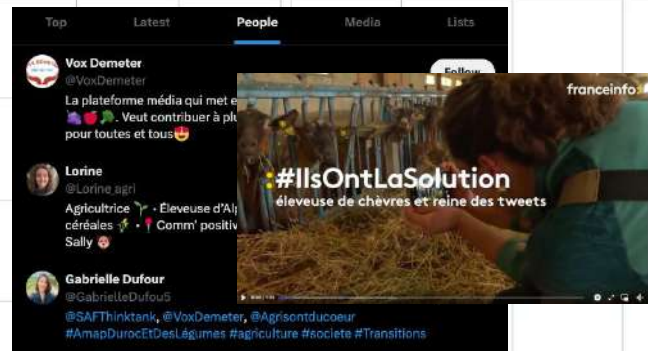 Top Latest People Media Lists
Vox Demeter
@VoxDemeter
Follow
La plateforme média qui met e
. Veut contribuer à plu
pour toutes et tous
Lorine
@Lorine_agri
Agricultrice - Éleveuse d'Alp
céréales • Comm' positiv
Sally
Gabrielle Dufour
@GabrielleDufou5
@SAFThinktank, @VoxDemeter, @Agrisontducoeur
#AmapDurocEtDesLégumes #agriculture #societe #Transitions
franceinfo:
:#IlsOntLaSolution
éleveuse de chèvres et reine des tweets